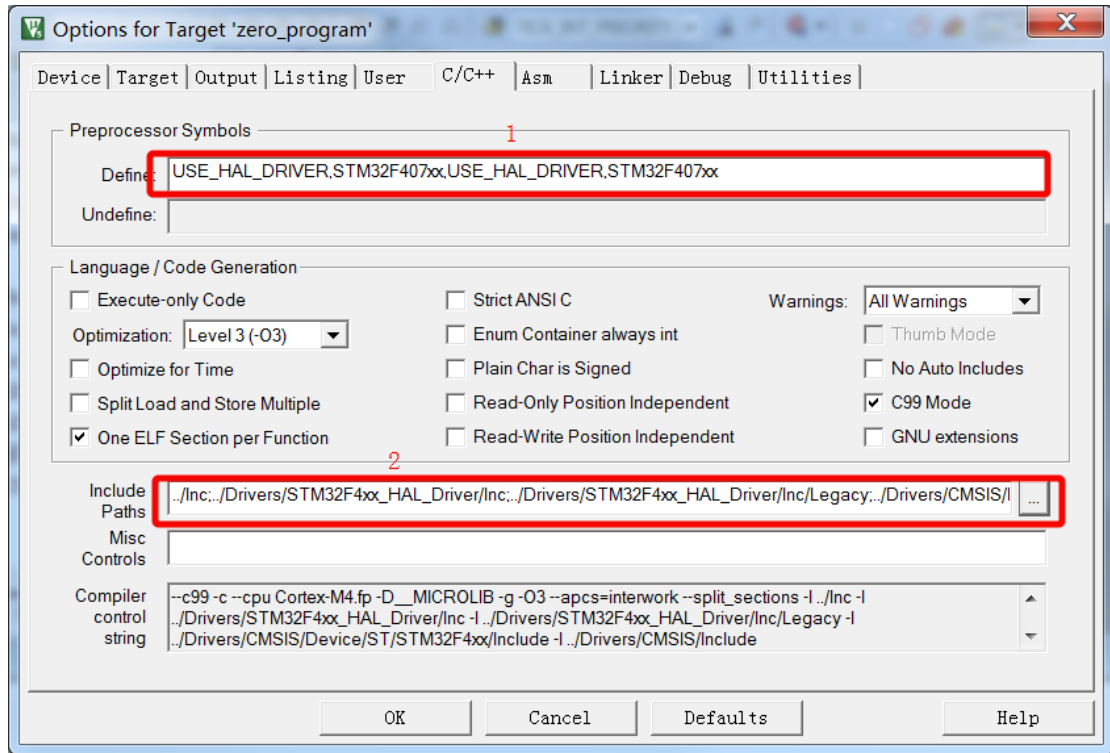 Options for Target 'zero_program'
Device Target Output Listing User C/C++ Asm Linker Debug Utilities
Preprocessor Symbols
1
Define: USE_HAL_DRIVER,STM32F407xx,USE_HAL_DRIVER,STM32F407xx
Undefine:
Language / Code Generation
Execute-only Code
Strict ANSI C
Warnings: All Warnings
Optimization: Level 3 (-O3)
Enum Container always int
Thumb Mode
Optimize for Time
Plain Char is Signed
No Auto Includes
Split Load and Store Multiple
Read-Only Position Independent
C99 Mode
One ELF Section per Function
Read-Write Position Independent
GNU extensions
2
Include Paths
../Inc;../Drivers/STM32F4xx_HAL_Driver/Inc;../Drivers/STM32F4xx_HAL_Driver/Inc/Legacy;../Drivers/CMSIS/
...
Misc Controls
Compiler control string
--c99 -c --cpu Cortex-M4.fp -D__MICROLIB -g -O3 --apcs=interwork --split_sections -I ../Inc -I
../Drivers/STM32F4xx_HAL_Driver/Inc -I ../Drivers/STM32F4xx_HAL_Driver/Inc/Legacy -I
../Drivers/CMSIS/Device/ST/STM32F4xx/Include -I ../Drivers/CMSIS/Include
OK Cancel Defaults Help